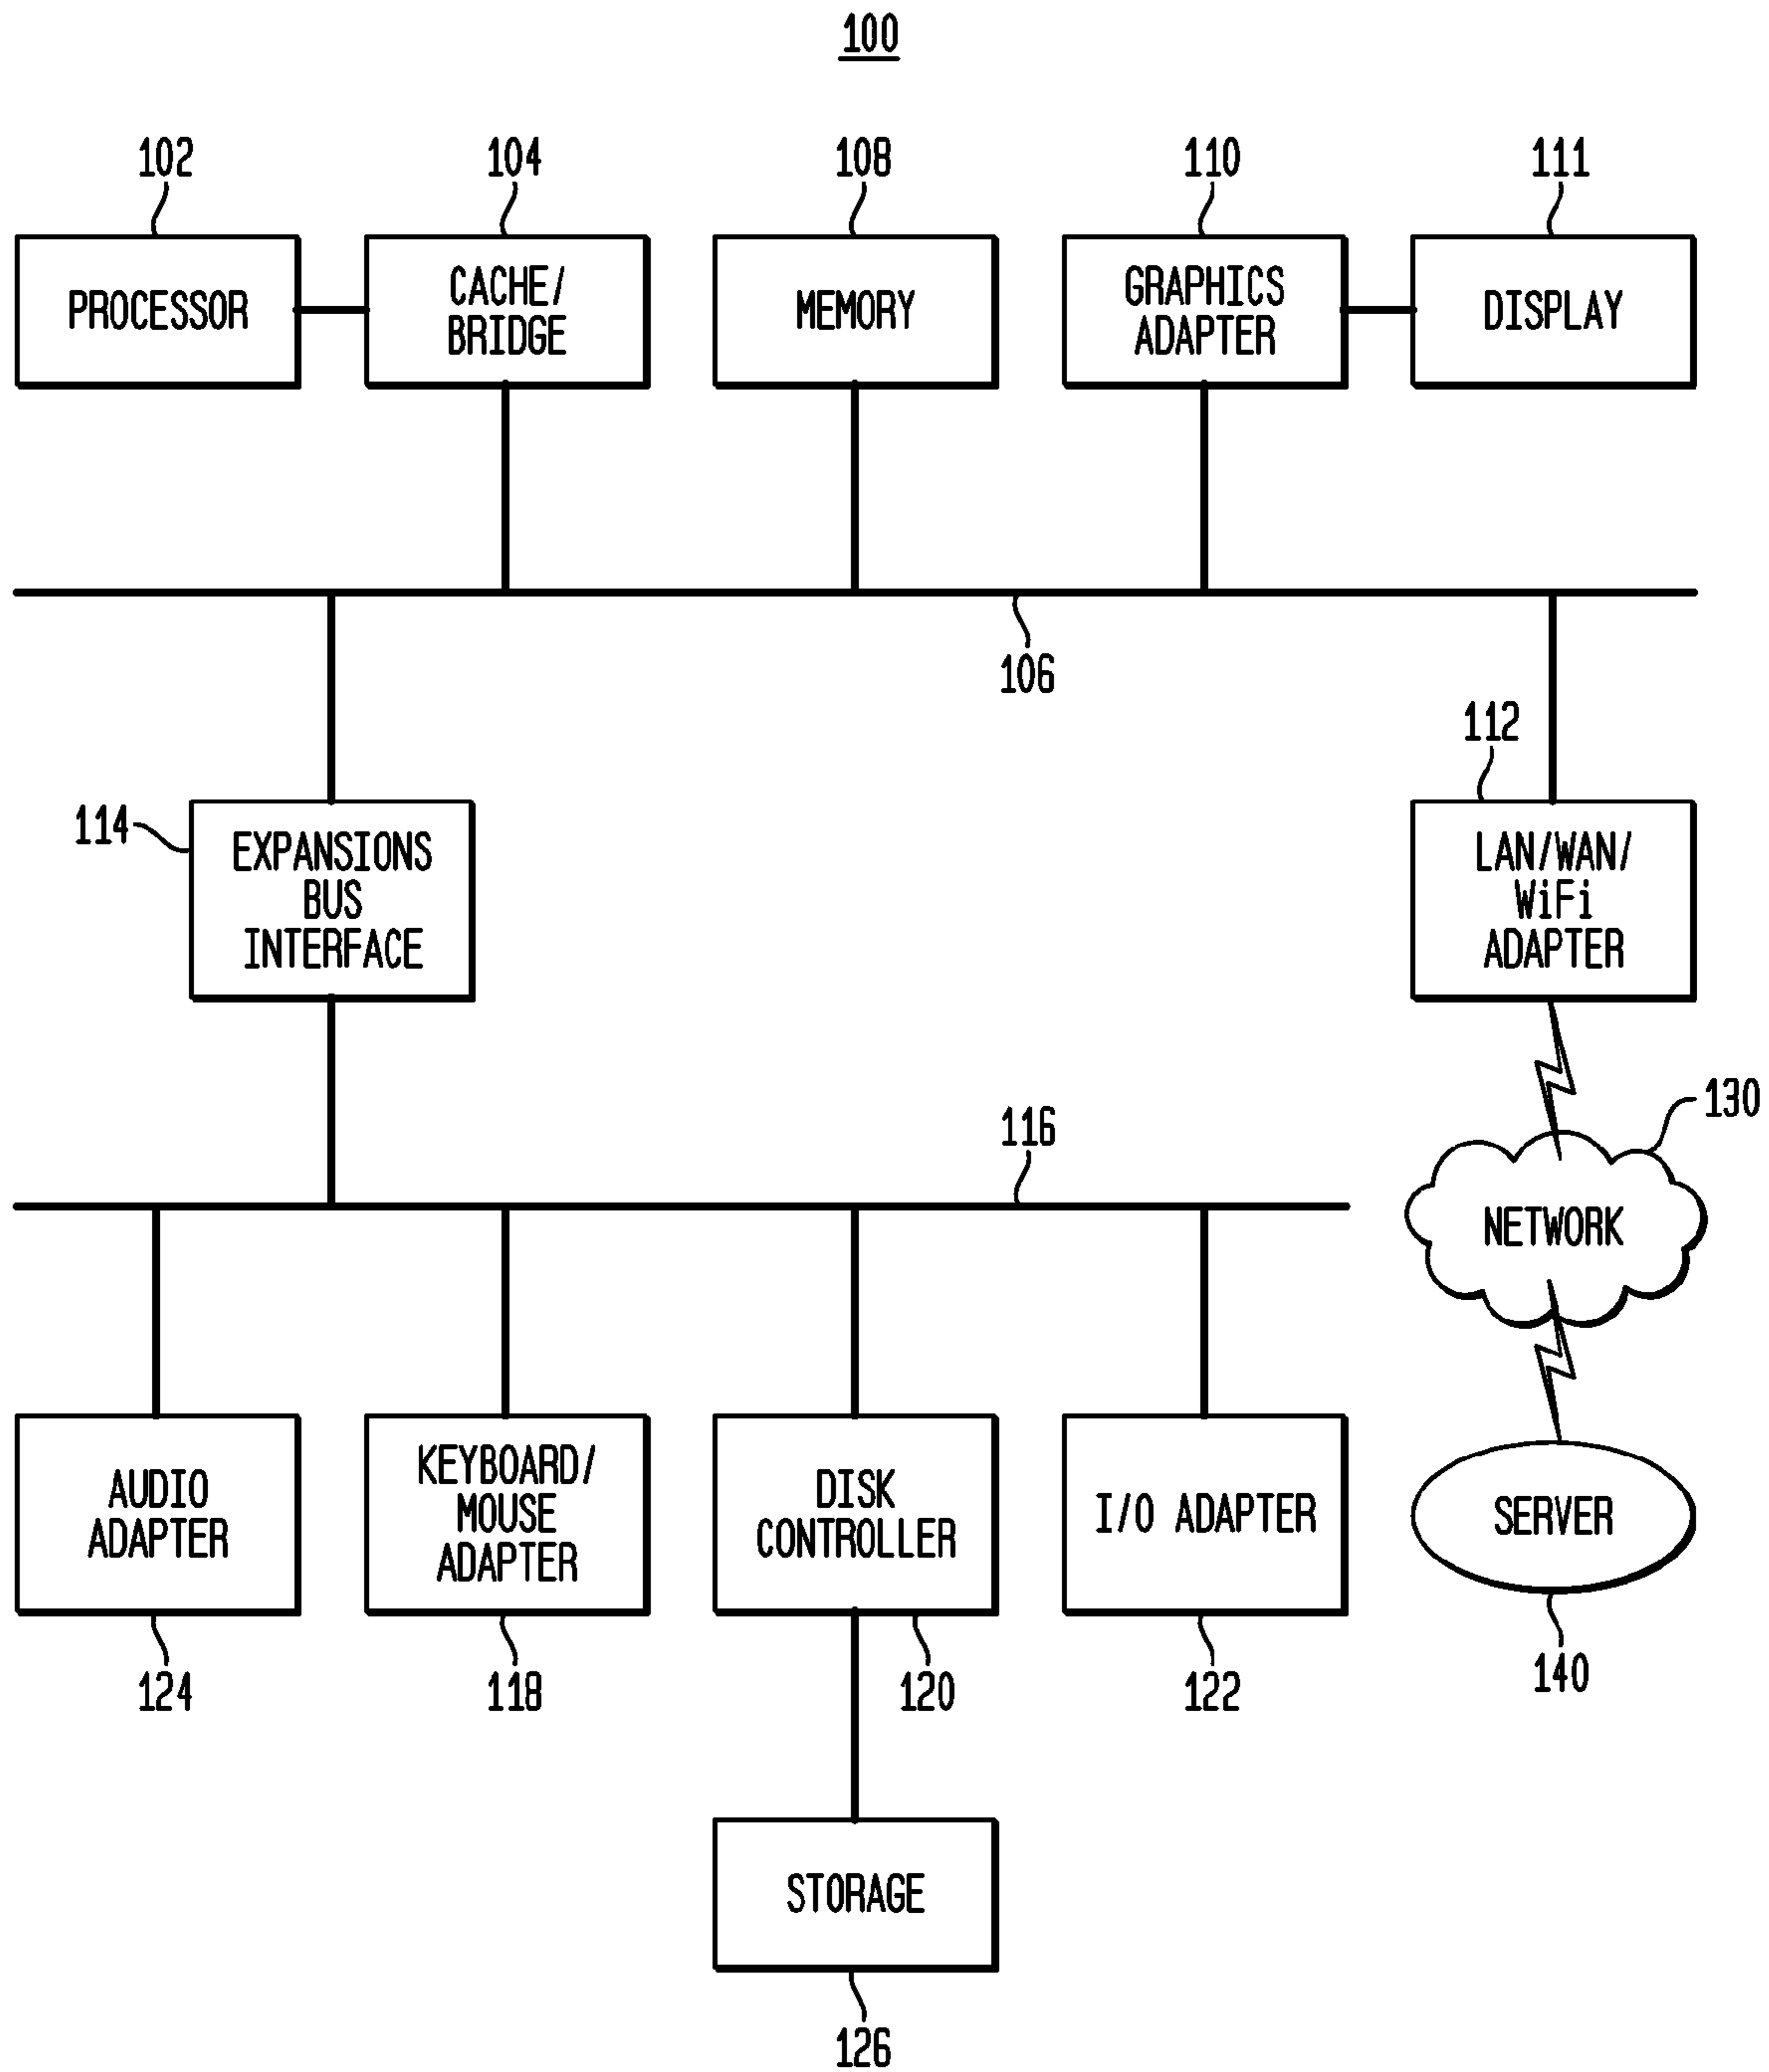 100
102
104
108
110
111
PROCESSOR
CACHE/
BRIDGE
MEMORY
GRAPHICS
ADAPTER
DISPLAY
106
112
114
EXPANSIONS
BUS
INTERFACE
LAN/WAN/
WiFi
ADAPTER
116
130
NETWORK
AUDIO
ADAPTER
KEYBOARD/
MOUSE
ADAPTER
DISK
CONTROLLER
I/O ADAPTER
SERVER
124
118
120
122
140
STORAGE
126